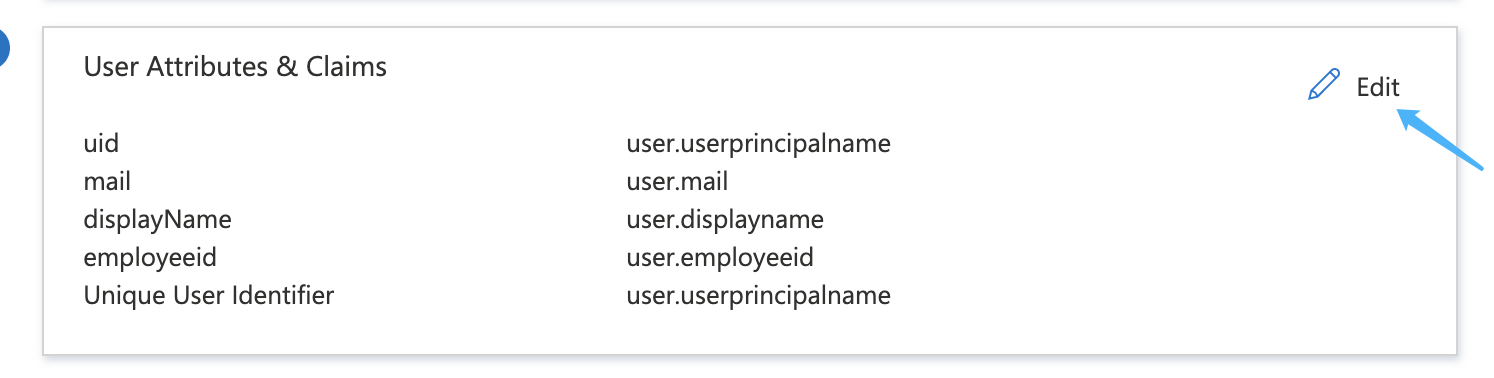 User Attributes & Claims
Edit
uid user.userprincipalname
mail user.mail
displayName user.displayname
employeeid user.employeeid
Unique User Identifier user.userprincipalname